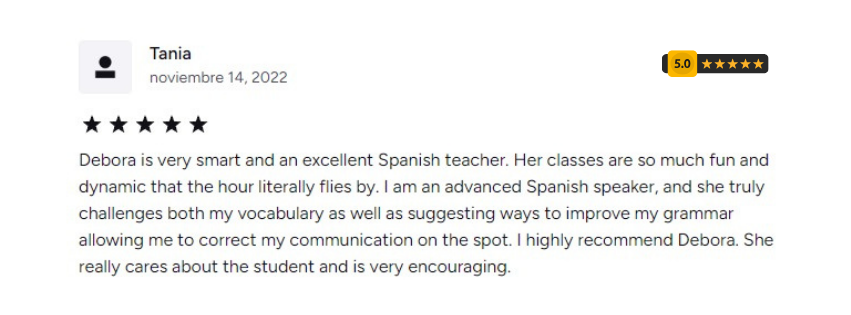 Tania
noviembre 14, 2022
5.0
Debora is very smart and an excellent Spanish teacher. Her classes are so much fun and
dynamic that the hour literally flies by. I am an advanced Spanish speaker, and she truly
challenges both my vocabulary as well as suggesting ways to improve my grammar
allowing me to correct my communication on the spot. I highly recommend Debora. She
really cares about the student and is very encouraging.